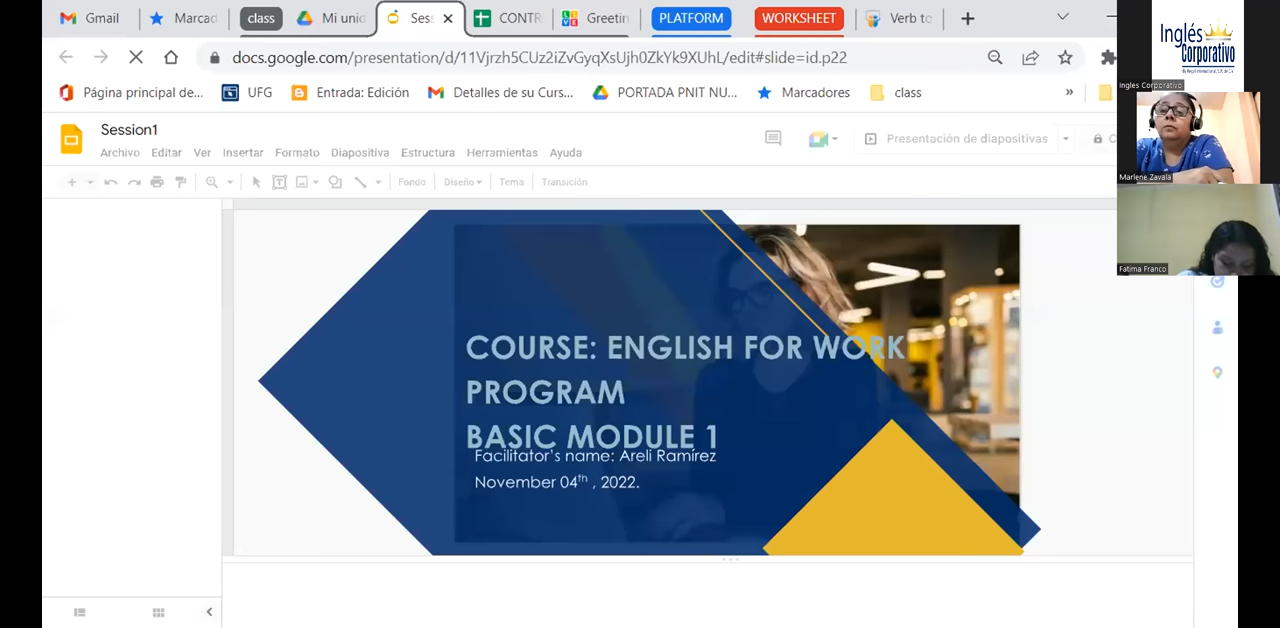 Gmail
Marcad
class
Mi unid
Ses
CONTR
Greetin
PLATFORM
WORKSHEET
Verb to
docs.google.com/presentation/d/11Vjrzh5CUz2iZvGyqXsUjh0ZkYk9XUhL/edit#slide=id.p22
Página principal de...
UFG
Entrada: Edición
Detalles de su Curs...
PORTADA PNIT NU...
Marcadores
class
»
Session1
Archivo Editar Ver Insertar Formato Diapositiva Estructura Herramientas Ayuda
Presentación de diapositivas
Fondo Diseño Tema Transición
COURSE: ENGLISH FOR WORK
PROGRAM
BASIC MODULE 1
Facilitator's name: Areli Ramírez
November 04th , 2022.
Inglés
Corporativo
Ingles Corporativo
Marlene Zavala
Fatima Franco